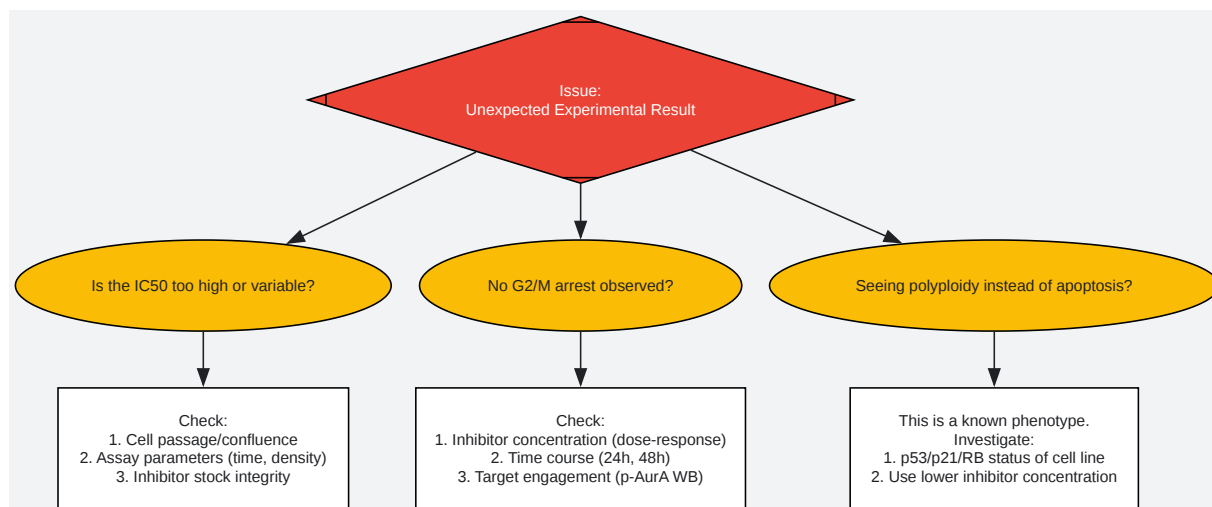 Issue:
Unexpected Experimental Result
Is the IC50 too high or variable?
No G2/M arrest observed?
Seeing polyploidy instead of apoptosis?
Check:
1. Cell passage/confluence
2. Assay parameters (time, density)
3. Inhibitor stock integrity
Check:
1. Inhibitor concentration (dose-response)
2. Time course (24h, 48h)
3. Target engagement (p-AurA WB)
This is a known phenotype.
Investigate:
1. p53/p21/RB status of cell line
2. Use lower inhibitor concentration